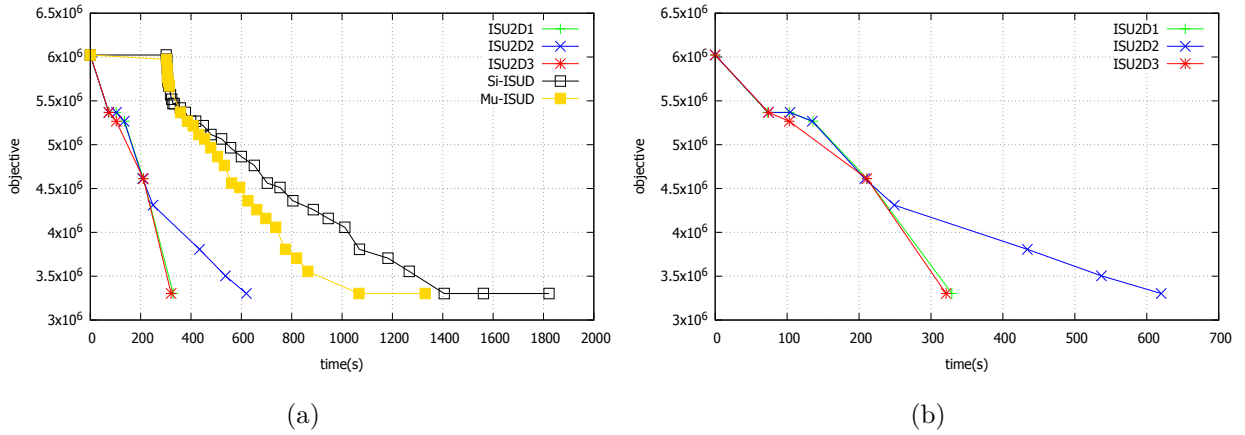 6.5x10⁶
6x10⁶
5.5x10⁶
5x10⁶
4.5x10⁶
4x10⁶
3.5x10⁶
3x10⁶
objective
0 200 400 600 800 1000 1200 1400 1600 1800 2000
time(s)
ISU2D1
ISU2D2
ISU2D3
Si-ISUD
Mu-ISUD
(a)
6.5x10⁶
6x10⁶
5.5x10⁶
5x10⁶
4.5x10⁶
4x10⁶
3.5x10⁶
3x10⁶
objective
0 100 200 300 400 500 600 700
time(s)
ISU2D1
ISU2D2
ISU2D3
(b)